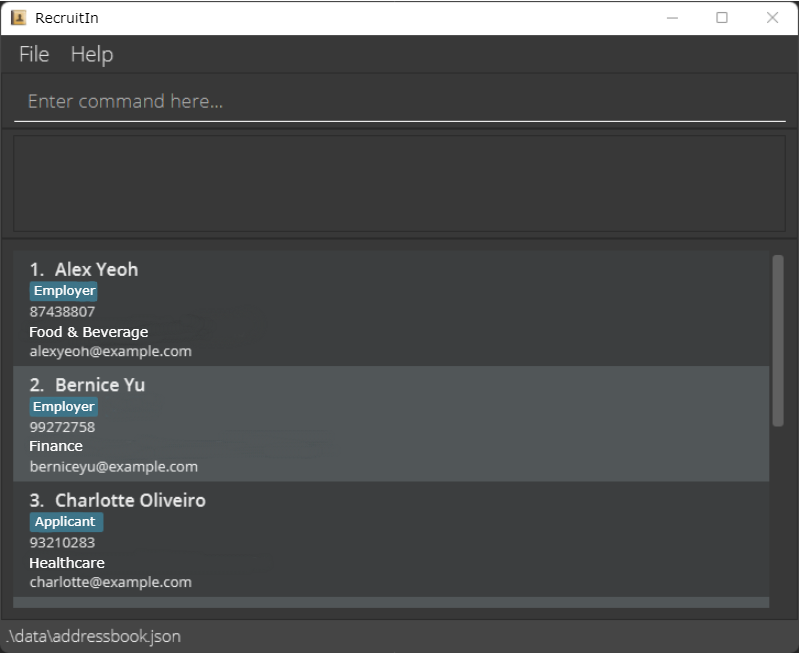 RecruitIn
File Help
Enter command here...
1. Alex Yeoh
Employer
87438807
Food & Beverage
alexyeoh@example.com
2. Bernice Yu
Employer
99272758
Finance
berniceyu@example.com
3. Charlotte Oliveiro
Applicant
93210283
Healthcare
charlotte@example.com
.\data\addressbook.json